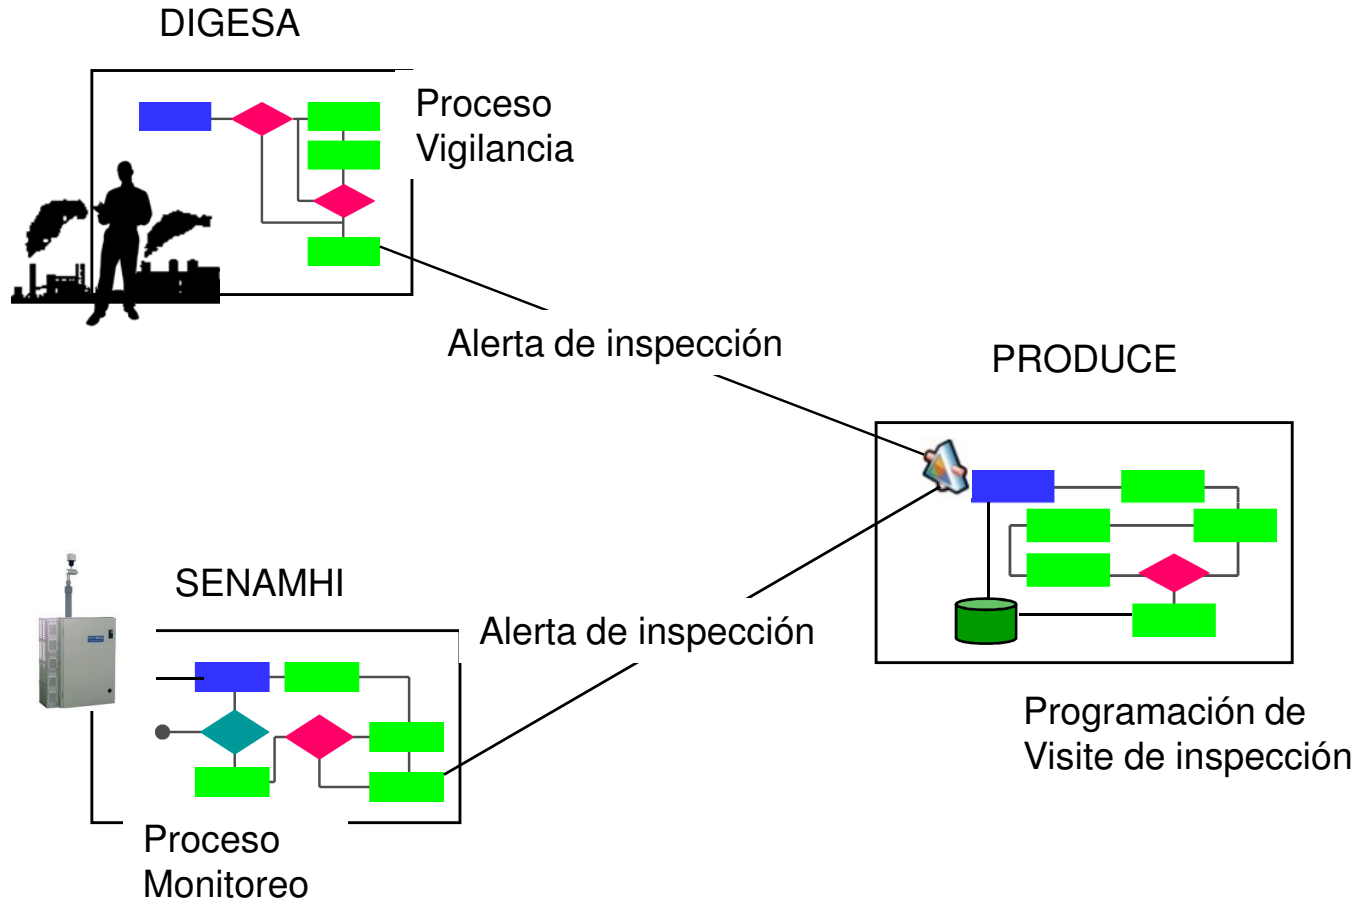 DIGESA
Proceso
Vigilancia
Alerta de inspección
PRODUCE
SENAMHI
Alerta de inspección
Programación de
Visite de inspección
Proceso
Monitoreo